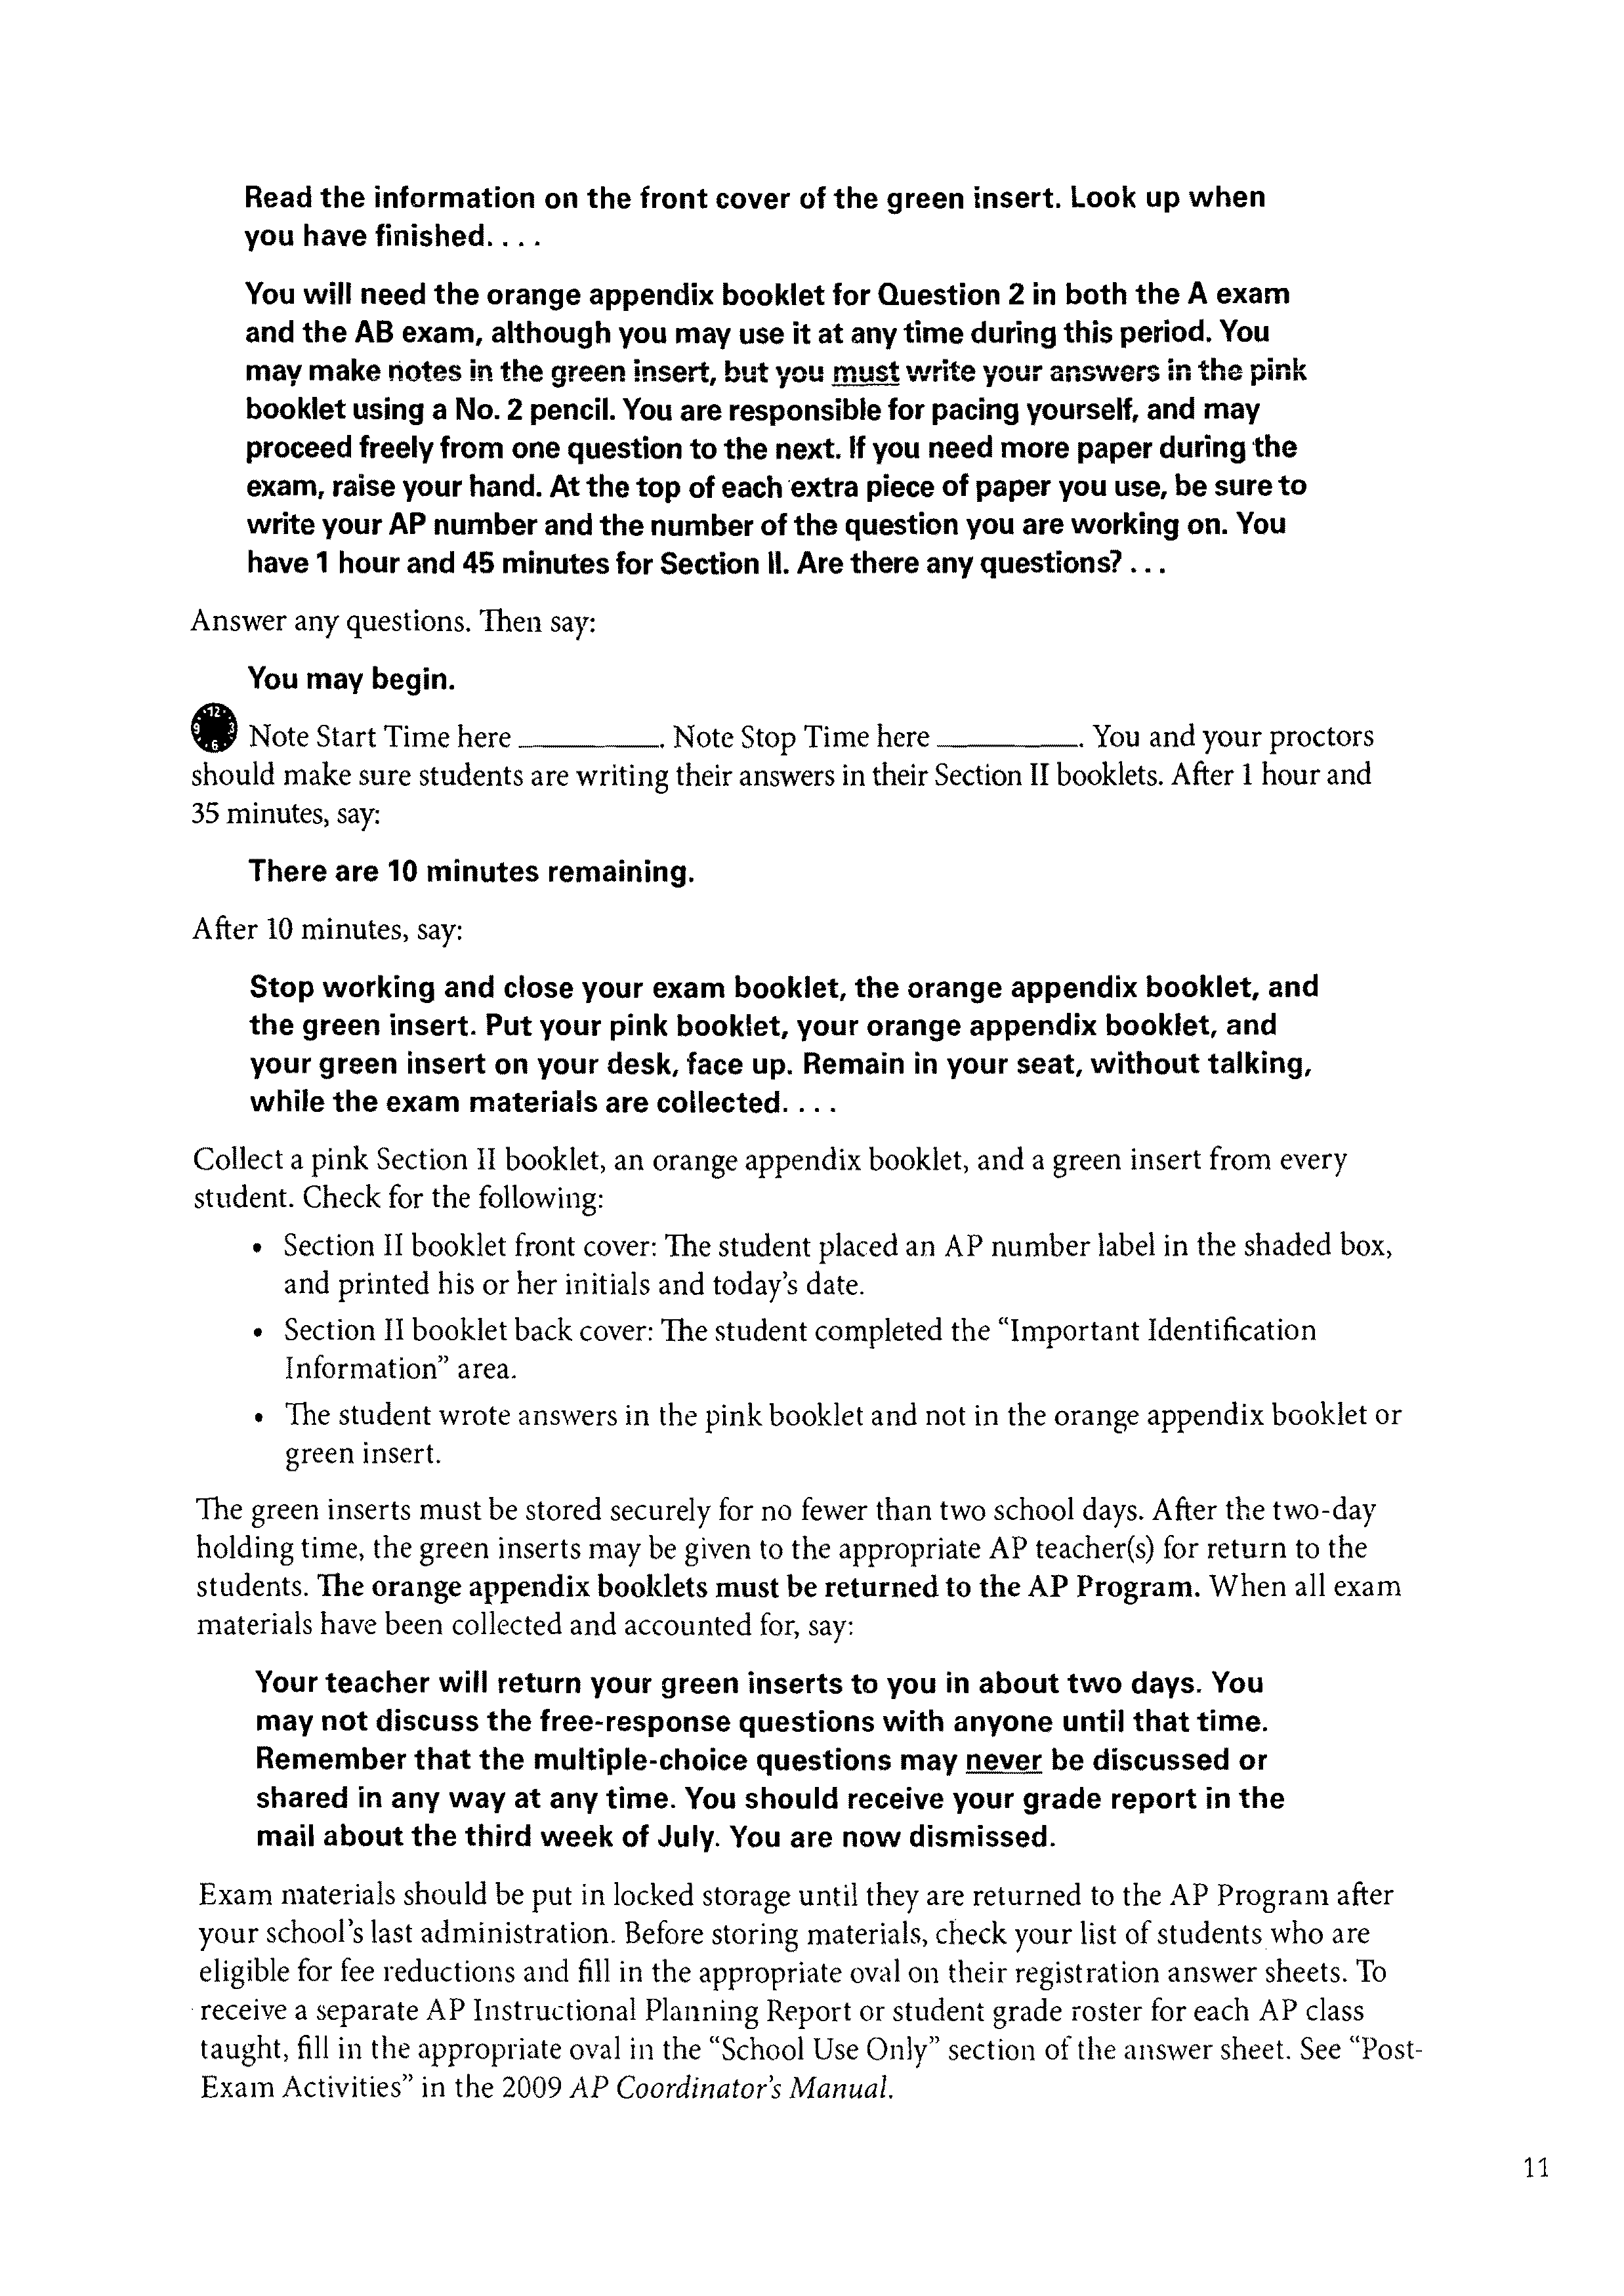 Read the information on the front cover of the green insert. Look up when
you have finished. . . .
You will need the orange appendix booklet for Question 2 in both the A exam
and the AB exam, although you may use it at any time during this period. You
may make notes in the green insert, but you must write your answers in the pink
booklet using a No. 2 pencil. You are responsible for pacing yourself, and may
proceed freely from one question to the next. If you need more paper during the
exam, raise your hand. At the top of each extra piece of paper you use, be sure to
write your AP number and the number of the question you are working on. You
have 1 hour and 45 minutes for Section II. Are there any questions? . . .
Answer any questions. Then say:
You may begin.
12 3 6 9
Note Start Time here ________. Note Stop Time here ________. You and your proctors
should make sure students are writing their answers in their Section II booklets. After 1 hour and
35 minutes, say:
There are 10 minutes remaining.
After 10 minutes, say:
Stop working and close your exam booklet, the orange appendix booklet, and
the green insert. Put your pink booklet, your orange appendix booklet, and
your green insert on your desk, face up. Remain in your seat, without talking,
while the exam materials are collected. . . .
Collect a pink Section II booklet, an orange appendix booklet, and a green insert from every
student. Check for the following:
• Section II booklet front cover: The student placed an AP number label in the shaded box,
and printed his or her initials and today's date.
• Section II booklet back cover: The student completed the “Important Identification
Information” area.
• The student wrote answers in the pink booklet and not in the orange appendix booklet or
green insert.
The green inserts must be stored securely for no fewer than two school days. After the two-day
holding time, the green inserts may be given to the appropriate AP teacher(s) for return to the
students. The orange appendix booklets must be returned to the AP Program. When all exam
materials have been collected and accounted for, say:
Your teacher will return your green inserts to you in about two days. You
may not discuss the free-response questions with anyone until that time.
Remember that the multiple-choice questions may never be discussed or
shared in any way at any time. You should receive your grade report in the
mail about the third week of July. You are now dismissed.
Exam materials should be put in locked storage until they are returned to the AP Program after
your school's last administration. Before storing materials, check your list of students who are
eligible for fee reductions and fill in the appropriate oval on their registration answer sheets. To
receive a separate AP Instructional Planning Report or student grade roster for each AP class
taught, fill in the appropriate oval in the “School Use Only” section of the answer sheet. See “Post-
Exam Activities” in the 2009 AP Coordinator's Manual.
11